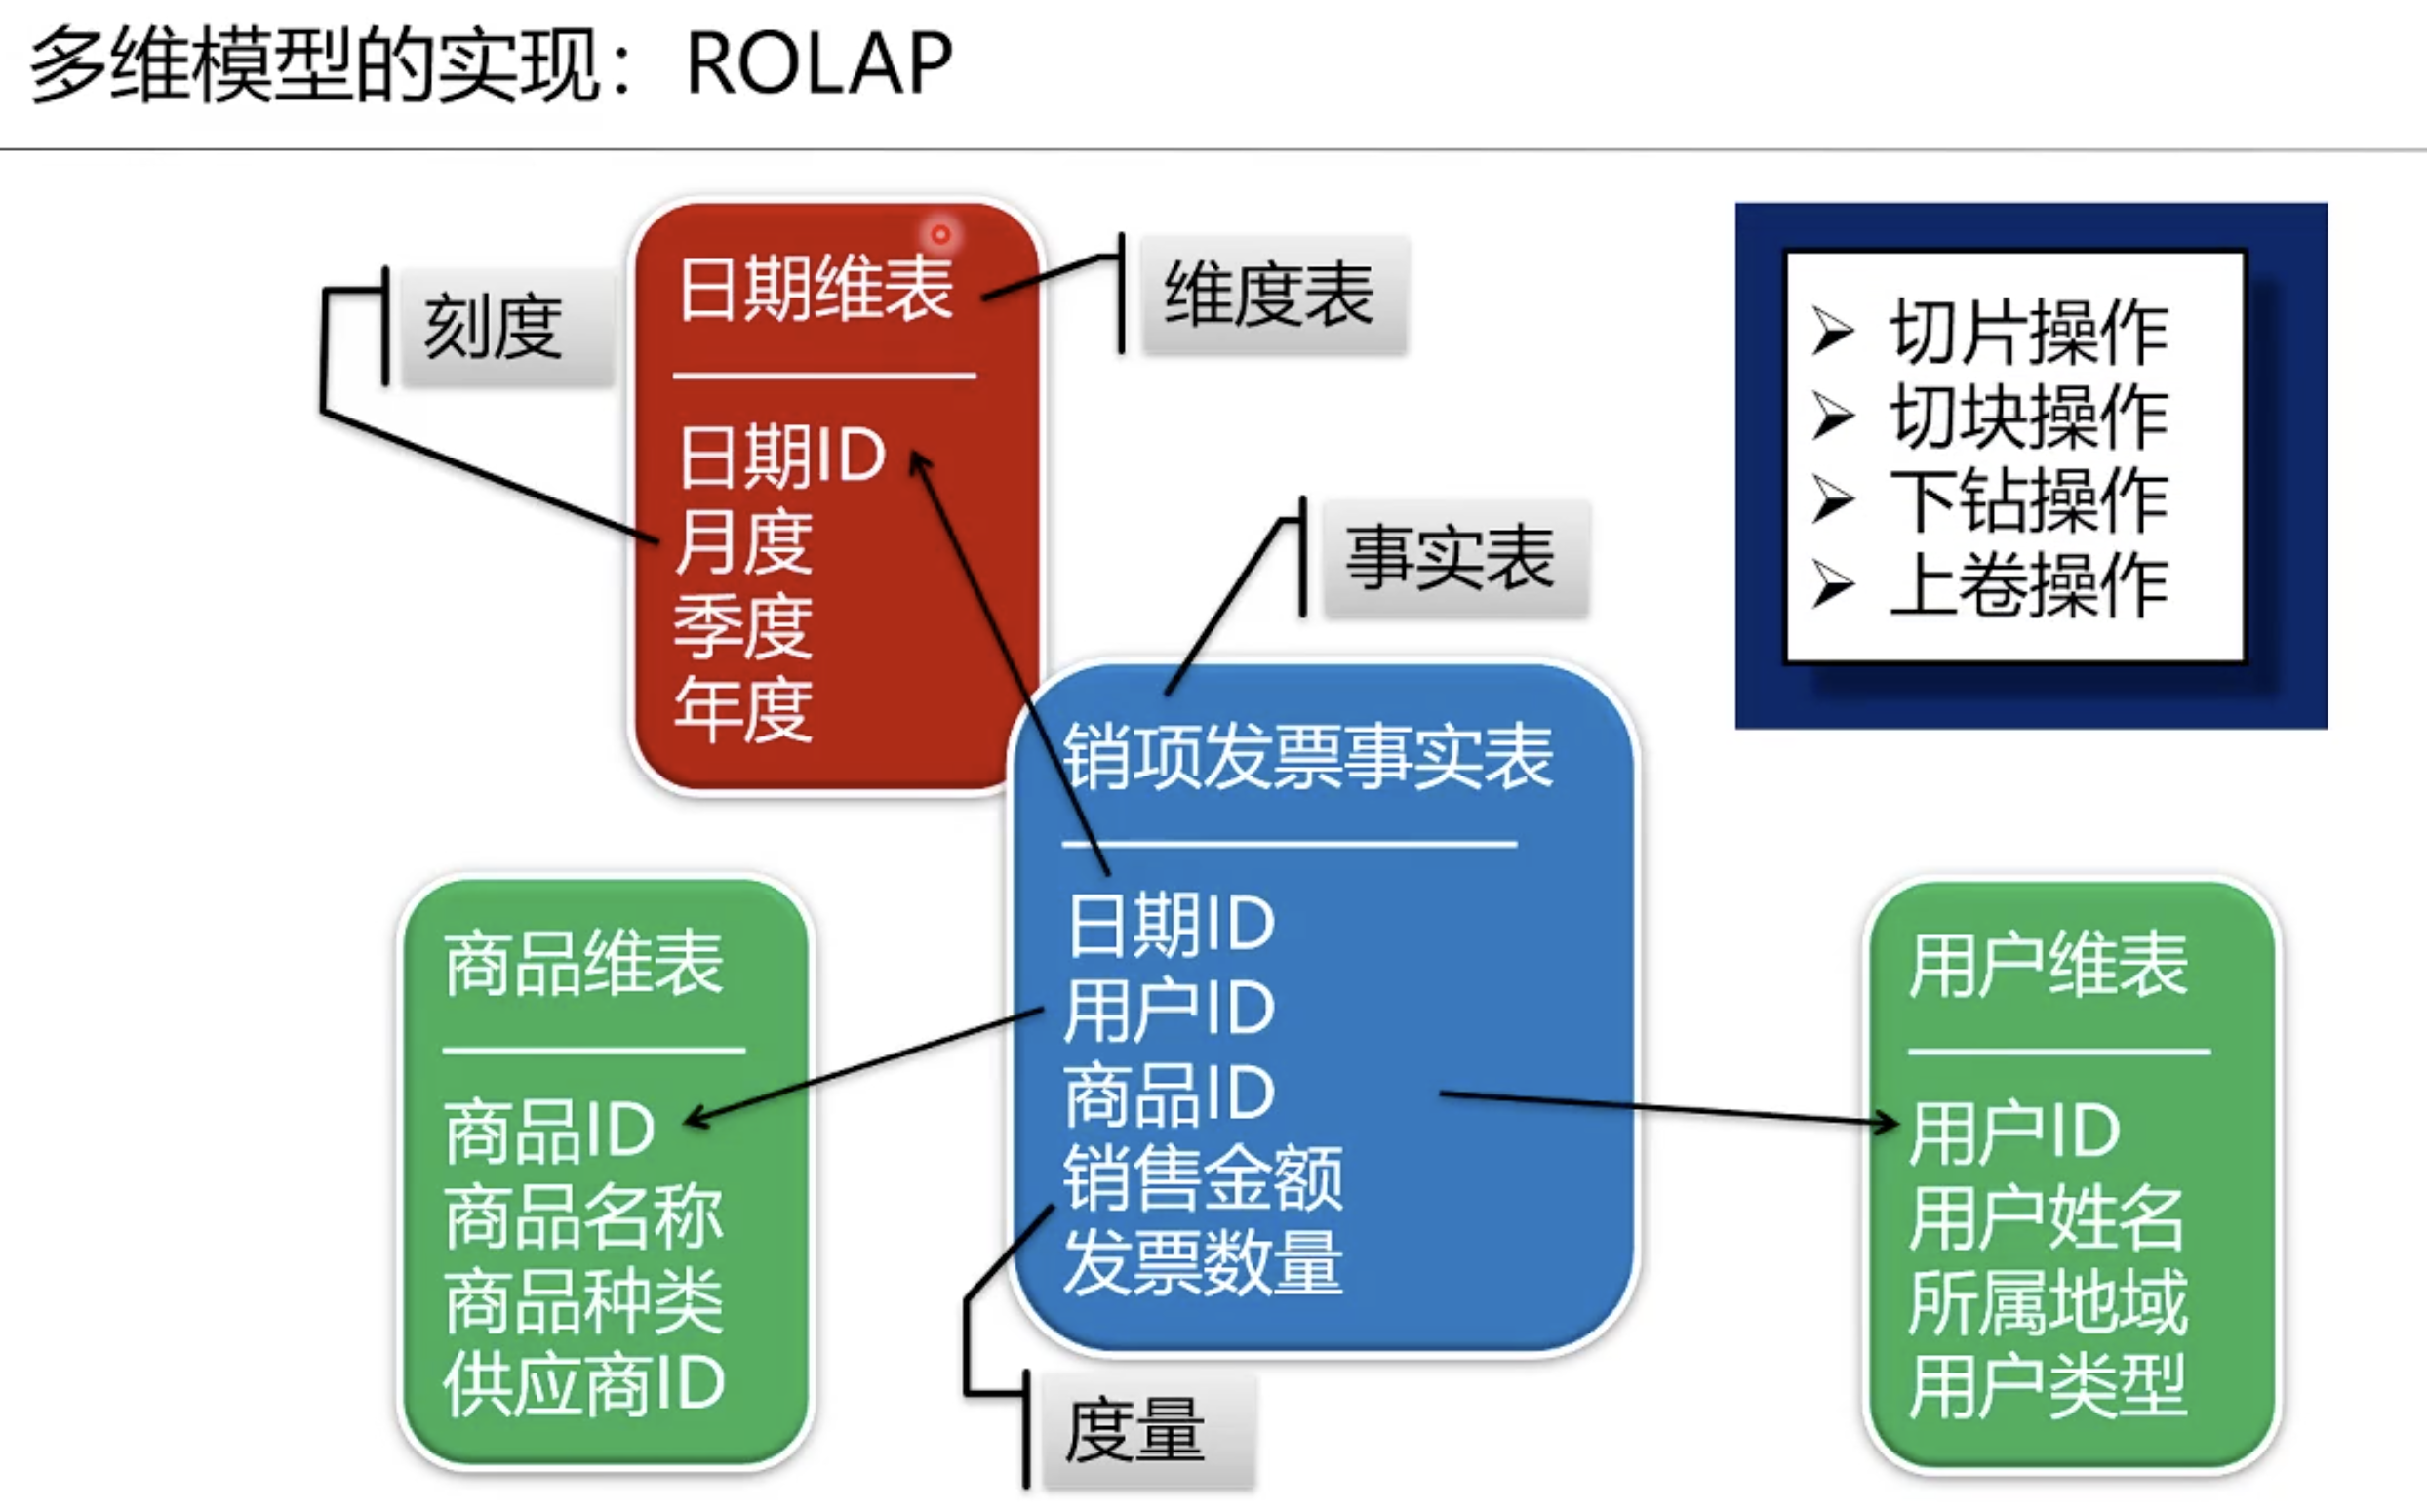 多维模型的实现：ROLAP
刻度
日期维表
日期ID
月度
季度
年度
维度表
切片操作
切块操作
下钻操作
上卷操作
事实表
销项发票事实表
日期ID
用户ID
商品ID
销售金额
发票数量
度量
商品维表
商品ID
商品名称
商品种类
供应商ID
用户维表
用户ID
用户姓名
所属地域
用户类型